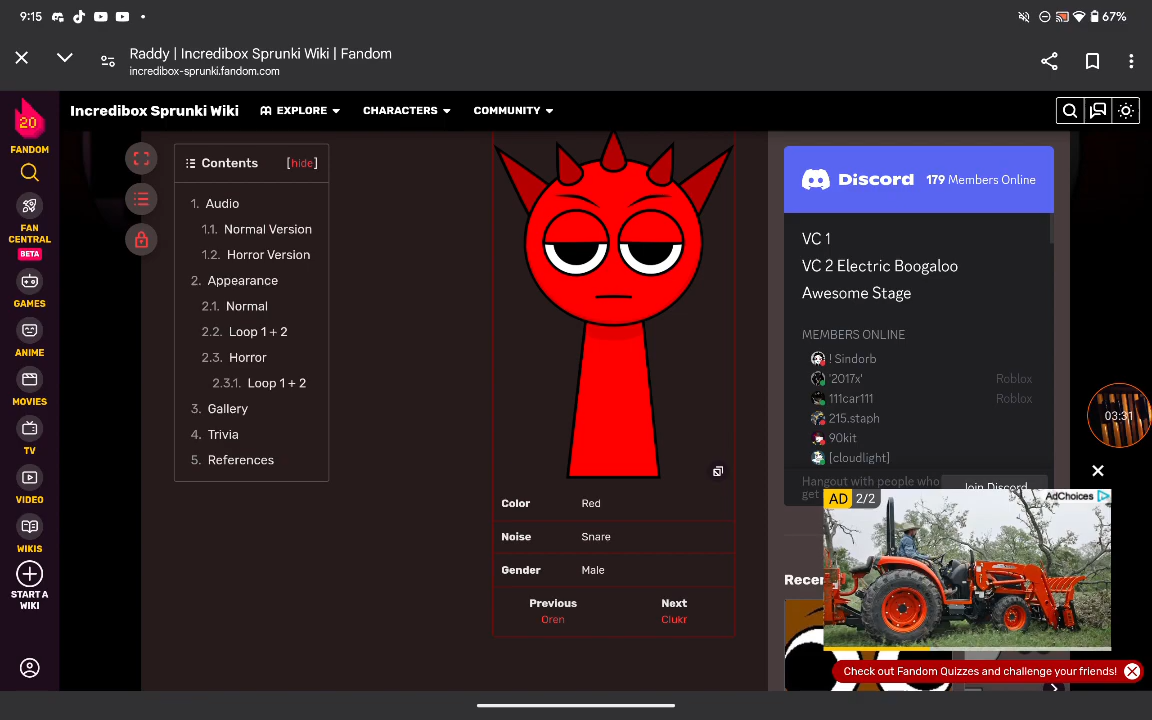 9:15
67%
Raddy | Incredibox Sprunki Wiki | Fandom
incredibox-sprunki.fandom.com
20
FANDOM
FAN
CENTRAL
BETA
GAMES
ANIME
MOVIES
TV
VIDEO
WIKIS
START A
WIKI
Incredibox Sprunki Wiki
EXPLORE
CHARACTERS
COMMUNITY
Contents [hide]
1. Audio
1.1. Normal Version
1.2. Horror Version
2. Appearance
2.1. Normal
2.2. Loop 1 + 2
2.3. Horror
2.3.1. Loop 1 + 2
3. Gallery
4. Trivia
5. References
Color Red
Noise Snare
Gender Male
Previous Next
Oren Clukr
Discord 179 Members Online
VC 1
VC 2 Electric Boogaloo
Awesome Stage
MEMBERS ONLINE
! Sindorb
'2017x' Roblox
111car111 Roblox
215.staph
90kit
[cloudlight]
Hangout with people who
get
Join Discord
03:31
AD 2/2
AdChoices
Recen
Check out Fandom Quizzes and challenge your friends!